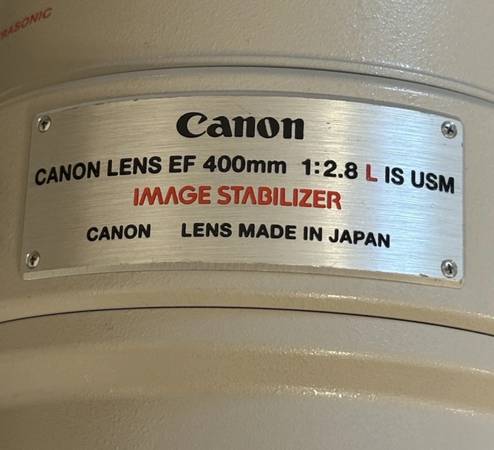 Canon
CANON LENS EF 400mm 1:2.8 L IS USM
IMAGE STABILIZER
CANON LENS MADE IN JAPAN